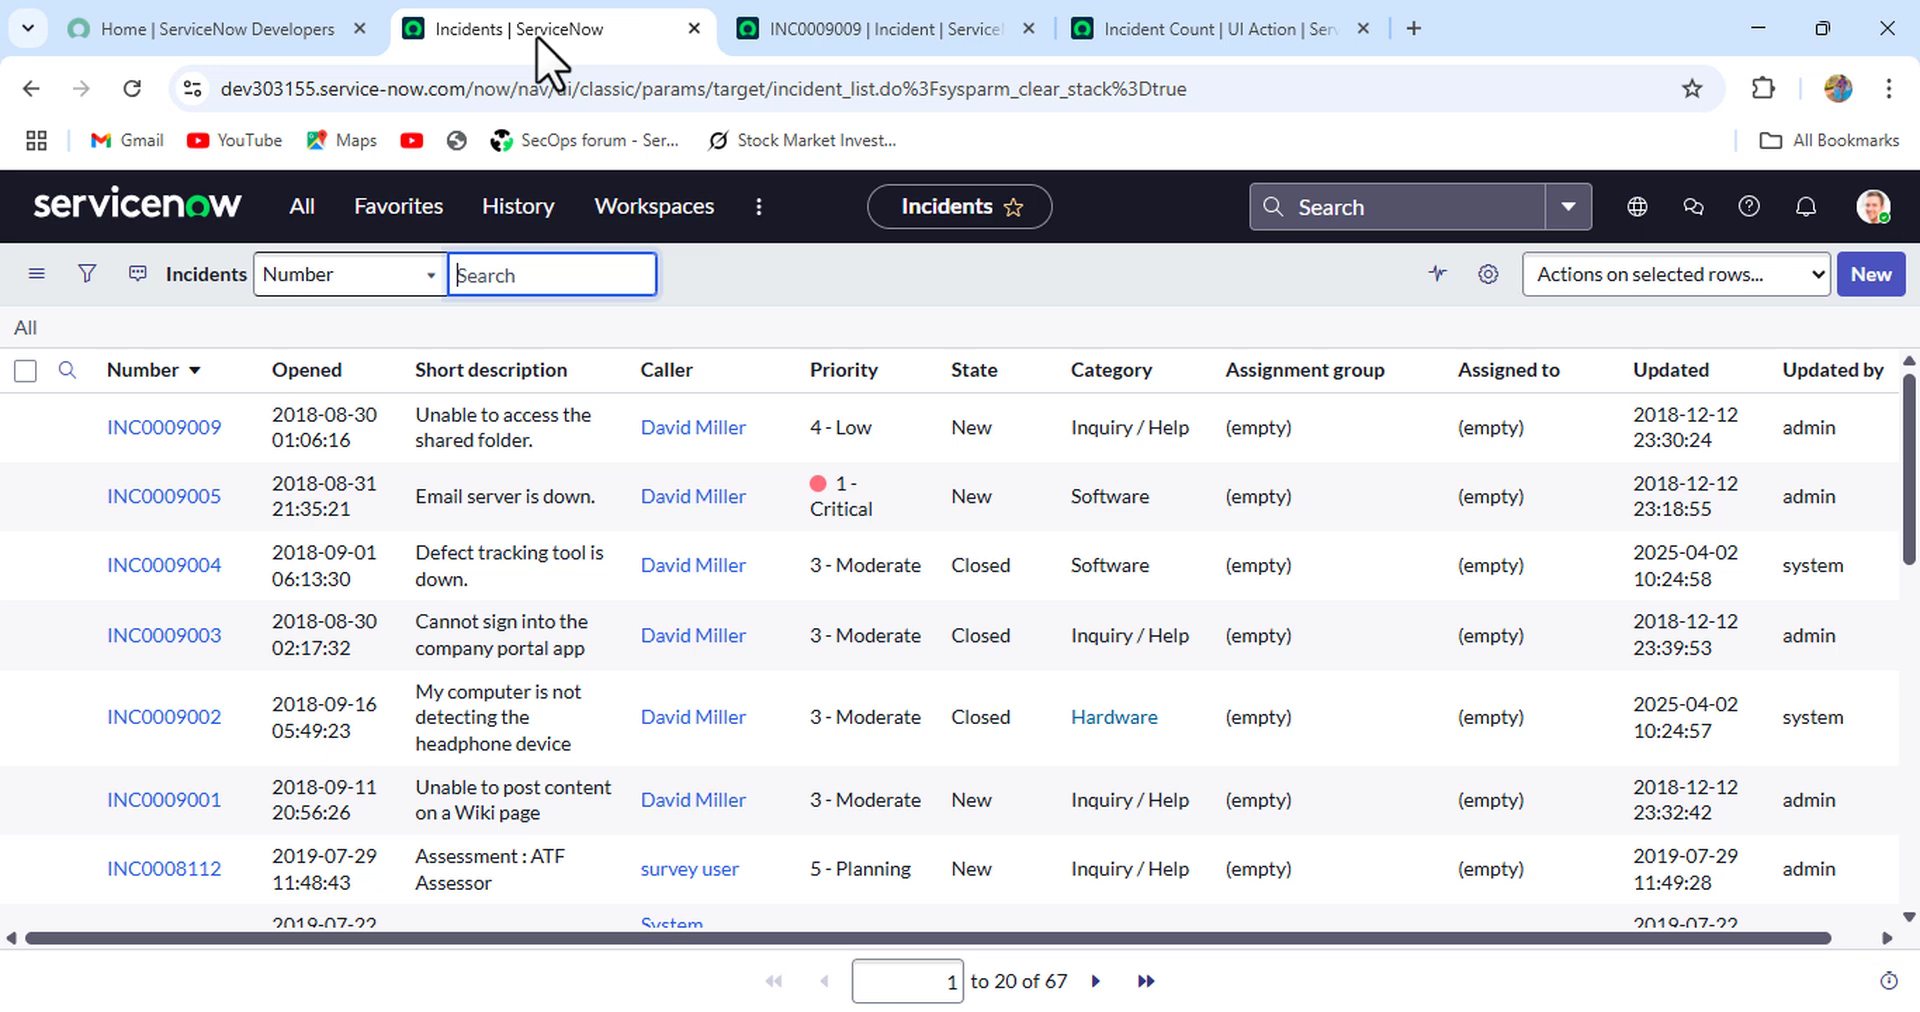 Home | ServiceNow Developers
Incidents | ServiceNow
INC0009009 | Incident | Service
Incident Count | UI Action | Ser
dev303155.service-now.com/now/nav/ui/classic/params/target/incident_list.do%3Fsysparm_clear_stack%3Dtrue
Gmail
YouTube
Maps
SecOps forum - Ser...
Stock Market Invest...
All Bookmarks
servicenow
All
Favorites
History
Workspaces
Incidents
Search
Incidents
Number
Search
Actions on selected rows...
New
All
Number Opened Short description Caller Priority State Category Assignment group Assigned to Updated Updated by
INC0009009 2018-08-30 01:06:16 Unable to access the shared folder. David Miller 4 - Low New Inquiry / Help (empty) (empty) 2018-12-12 23:30:24 admin
INC0009005 2018-08-31 21:35:21 Email server is down. David Miller 1 - Critical New Software (empty) (empty) 2018-12-12 23:18:55 admin
INC0009004 2018-09-01 06:13:30 Defect tracking tool is down. David Miller 3 - Moderate Closed Software (empty) (empty) 2025-04-02 10:24:58 system
INC0009003 2018-08-30 02:17:32 Cannot sign into the company portal app David Miller 3 - Moderate Closed Inquiry / Help (empty) (empty) 2018-12-12 23:39:53 admin
INC0009002 2018-09-16 05:49:23 My computer is not detecting the headphone device David Miller 3 - Moderate Closed Hardware (empty) (empty) 2025-04-02 10:24:57 system
INC0009001 2018-09-11 20:56:26 Unable to post content on a Wiki page David Miller 3 - Moderate New Inquiry / Help (empty) (empty) 2018-12-12 23:32:42 admin
INC0008112 2019-07-29 11:48:43 Assessment : ATF Assessor survey user 5 - Planning New Inquiry / Help (empty) (empty) 2019-07-29 11:49:28 admin
2019-07-22 System 2019-07-22
1 to 20 of 67